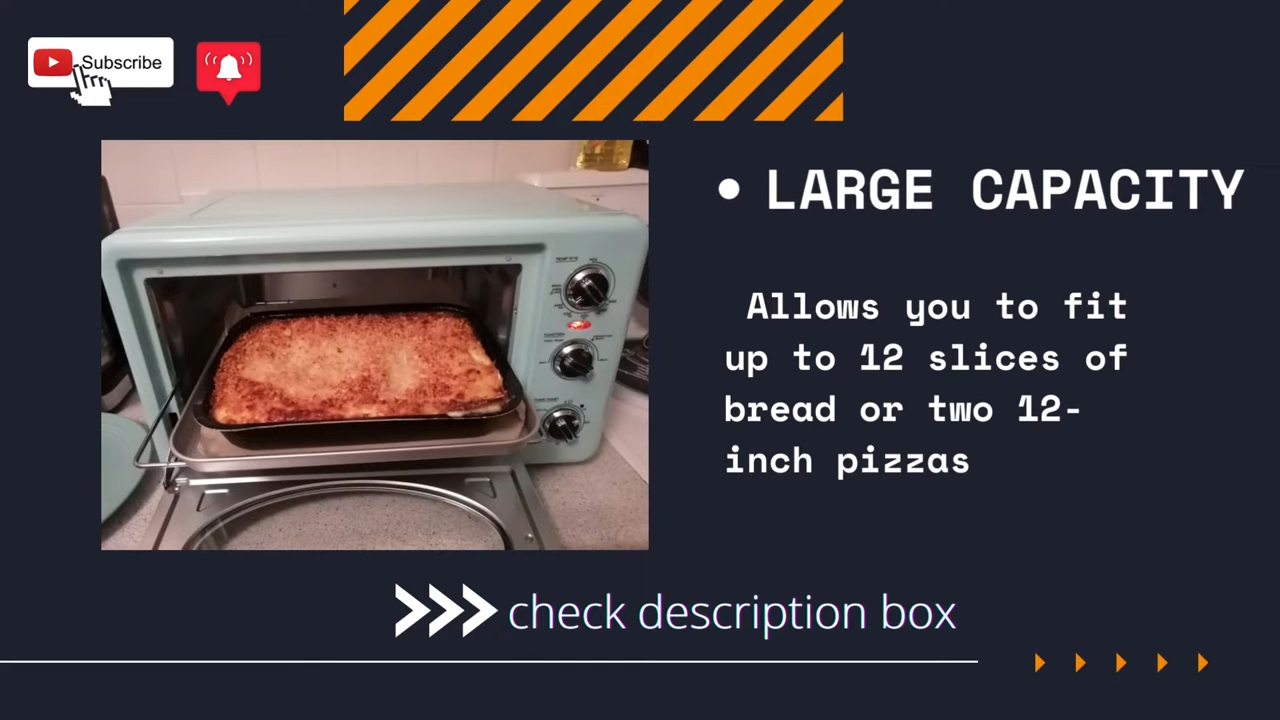 Subscribe
• LARGE CAPACITY
Allows you to fit
up to 12 slices of
bread or two 12-
inch pizzas
>>> check description box